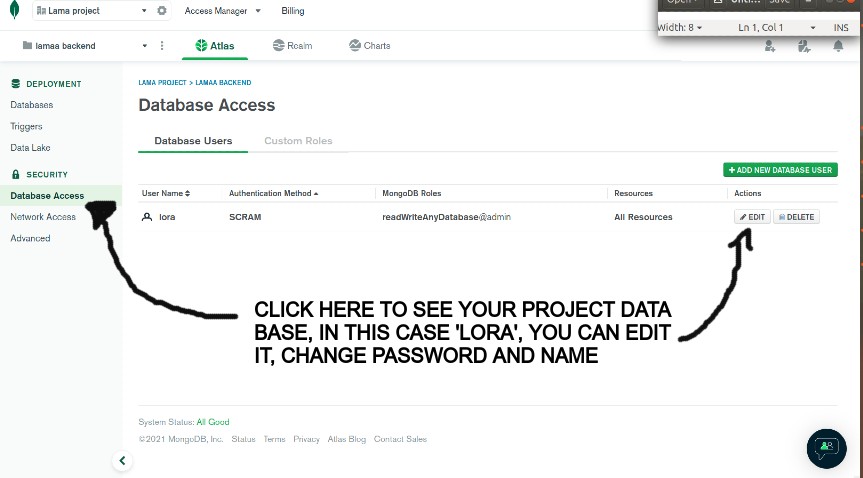 Lama project
Access Manager
Billing
Width: 8
Ln 1, Col 1
INS
lamaa backend
Atlas
Realm
Charts
DEPLOYMENT
Databases
Triggers
Data Lake
SECURITY
Database Access
Network Access
Advanced
LAMA PROJECT > LAMAA BACKEND
Database Access
Database Users
Custom Roles
+ ADD NEW DATABASE USER
User Name
Authentication Method
MongoDB Roles
Resources
Actions
lora
SCRAM
readWriteAnyDatabase@admin
All Resources
EDIT
DELETE
CLICK HERE TO SEE YOUR PROJECT DATA
BASE, IN THIS CASE 'LORA', YOU CAN EDIT
IT, CHANGE PASSWORD AND NAME
System Status: All Good
©2021 MongoDB, Inc. Status Terms Privacy Atlas Blog Contact Sales